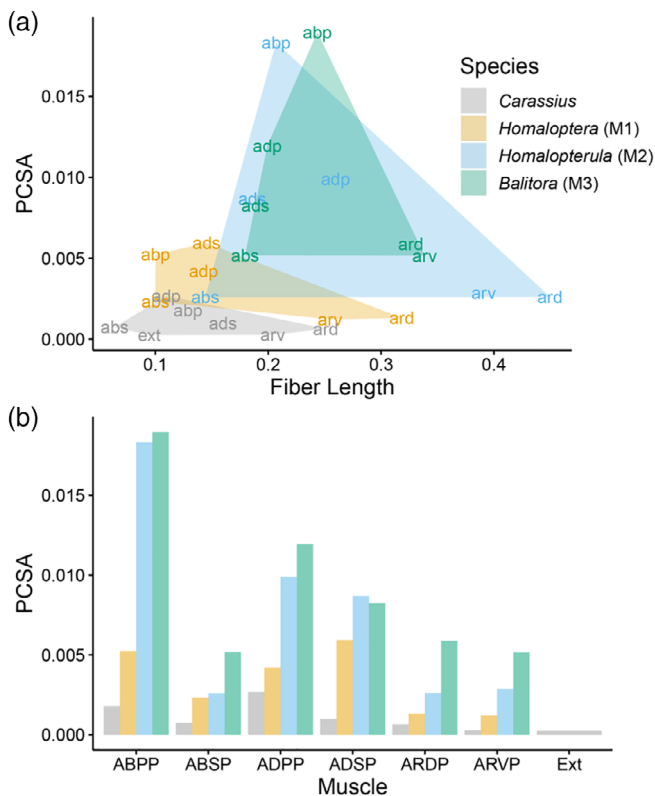 (a)
PCSA
0.015
0.010
0.005
0.000
abp
abp
adp
adp
ads
ads
ads
abp
adp
abs
ard
arv
abs
adp
abs
arv
ard
abp
arv
ard
abs
ads
ext
arv
ard
Species
Carassius
Homaloptera (M1)
Homalopterula (M2)
Balitora (M3)
0.1 0.2 0.3 0.4
Fiber Length
(b)
PCSA
0.015
0.010
0.005
0.000
ABPP ABSP ADPP ADSP ARDP ARVP Ext
Muscle